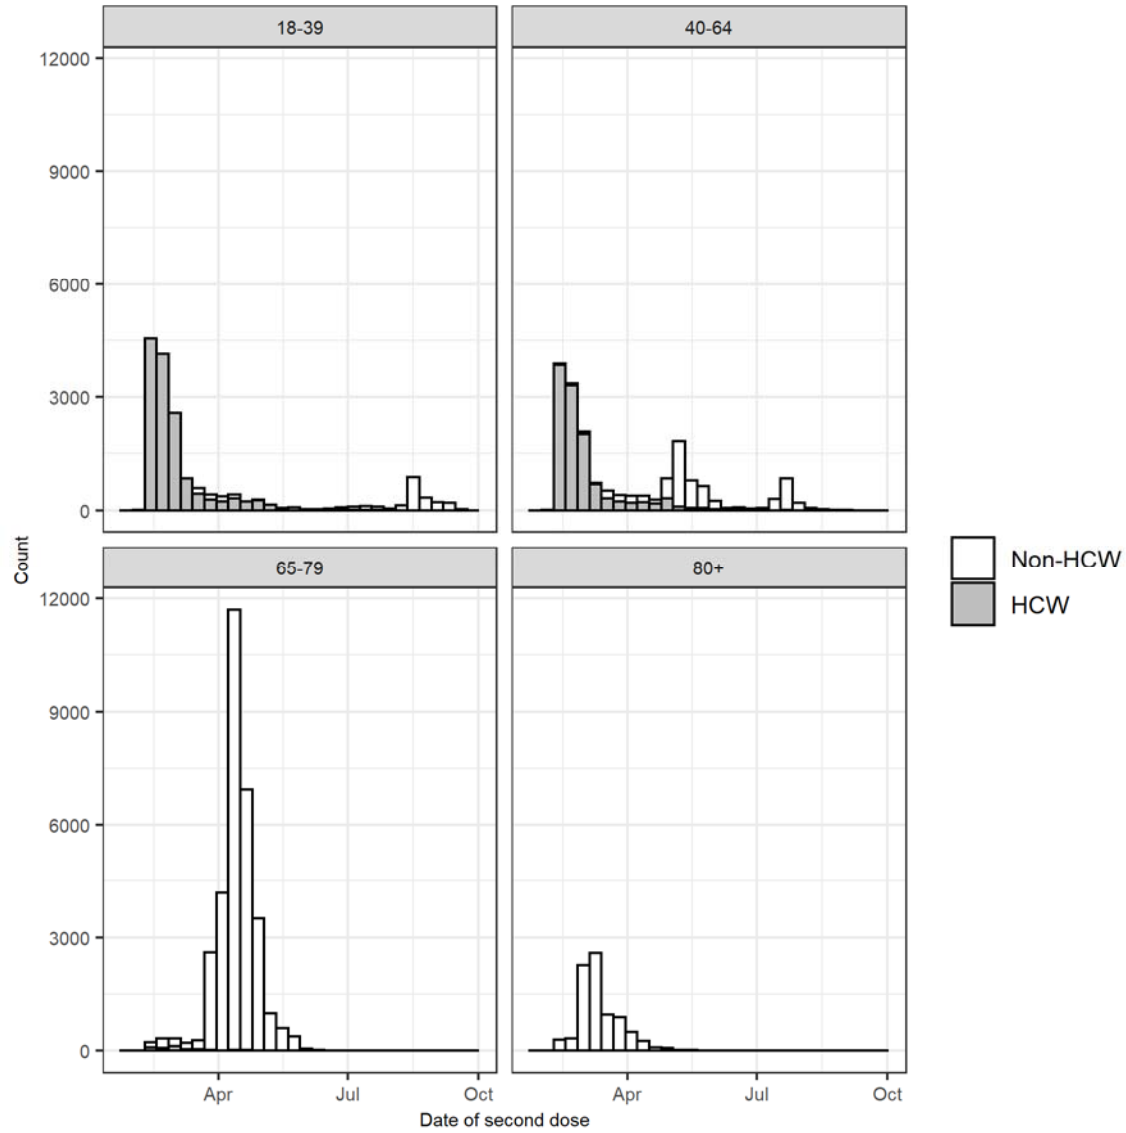 18-39
40-64
12000
9000
6000
3000
0
65-79
80+
12000
9000
6000
3000
0
Apr
Jul
Oct
Apr
Jul
Oct
Date of second dose
Count
Non-HCW
HCW